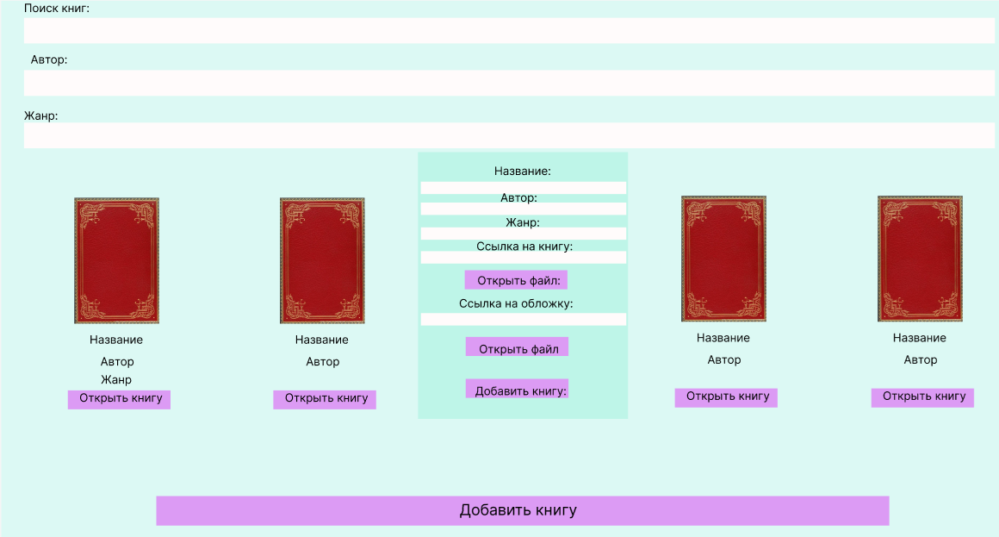 Поиск книг:
Автор:
Жанр:
Название
Автор
Жанр
Открыть книгу
Название
Автор
Открыть книгу
Название:
Автор:
Жанр:
Ссылка на книгу:
Открыть файл:
Ссылка на обложку:
Открыть файл
Добавить книгу:
Название
Автор
Открыть книгу
Название
Автор
Открыть книгу
Добавить книгу